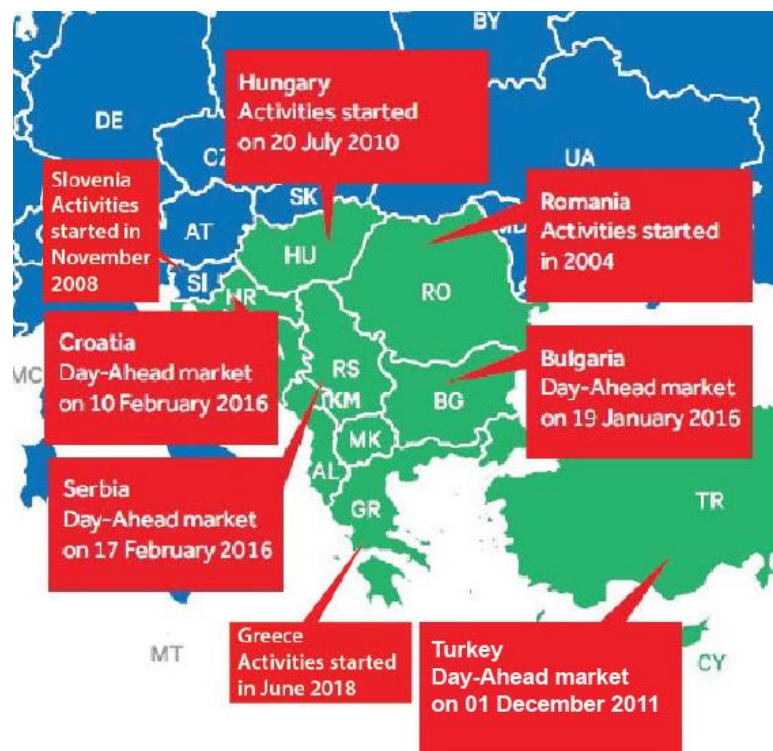 BY
Hungary
Activities started
on 20 July 2010
DE
CZ
UA
Slovenia
Activities
started in
November
2008
SK
Romania
Activities started
in 2004
MD
AT
HU
SI
HR
RO
Croatia
Day-Ahead market
on 10 February 2016
MC
RS
Bulgaria
Day-Ahead market
on 19 January 2016
KM
BG
MK
AL
Serbia
Day-Ahead market
on 17 February 2016
GR
TR
Greece
Activities started
in June 2018
Turkey
Day-Ahead market
on 01 December 2011
MT
CY